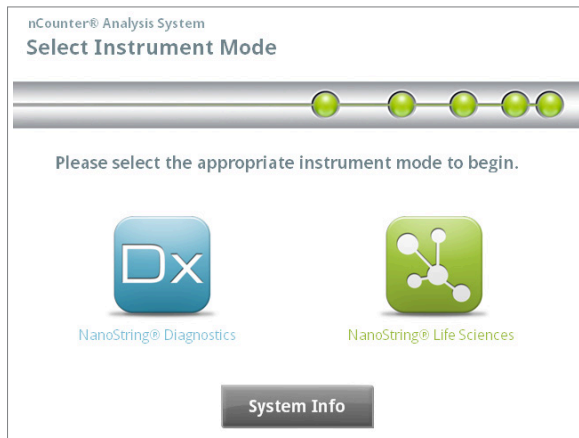 nCounter® Analysis System
Select Instrument Mode
Please select the appropriate instrument mode to begin.
Dx
NanoString® Diagnostics
NanoString® Life Sciences
System Info